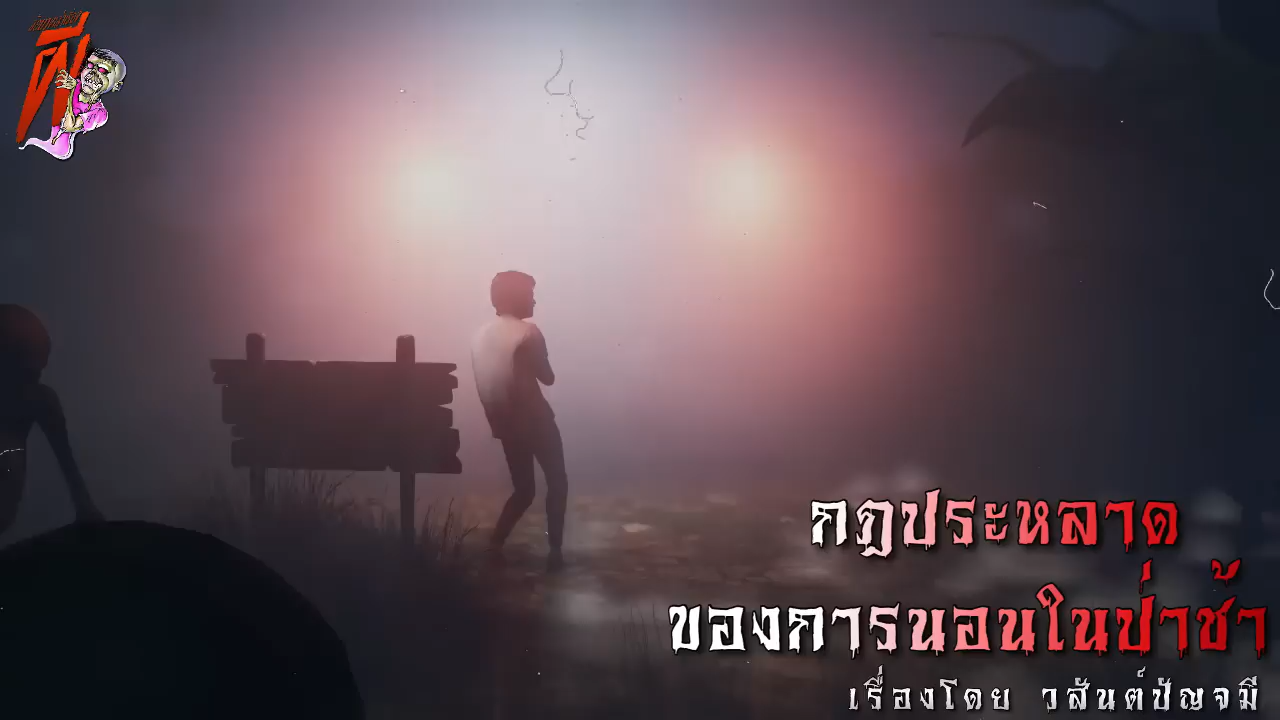 ผี
กฎประหลาด
ของการนอนในป่าช้า
เรื่องโดย วสันต์ปัญจมี